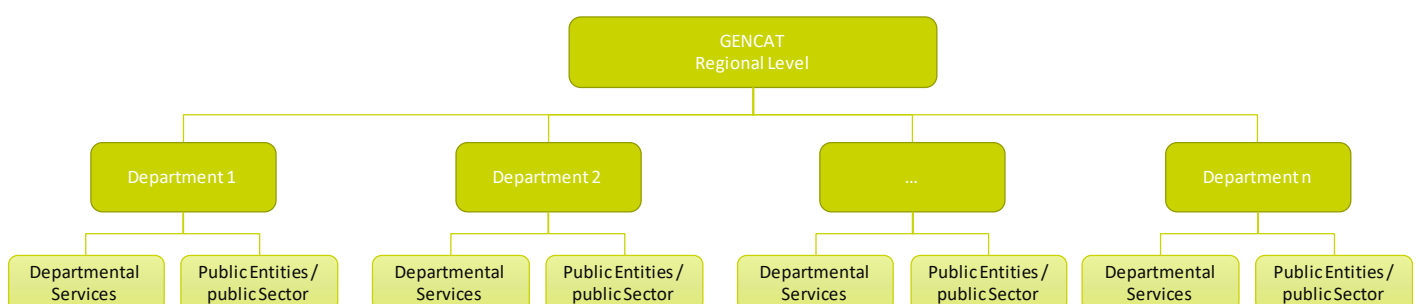 GENCAT
Regional Level
Department 1
Department 2
...
Department n
Departmental
Services
Public Entities /
public Sector
Departmental
Services
Public Entities /
public Sector
Departmental
Services
Public Entities /
public Sector
Departmental
Services
Public Entities /
public Sector